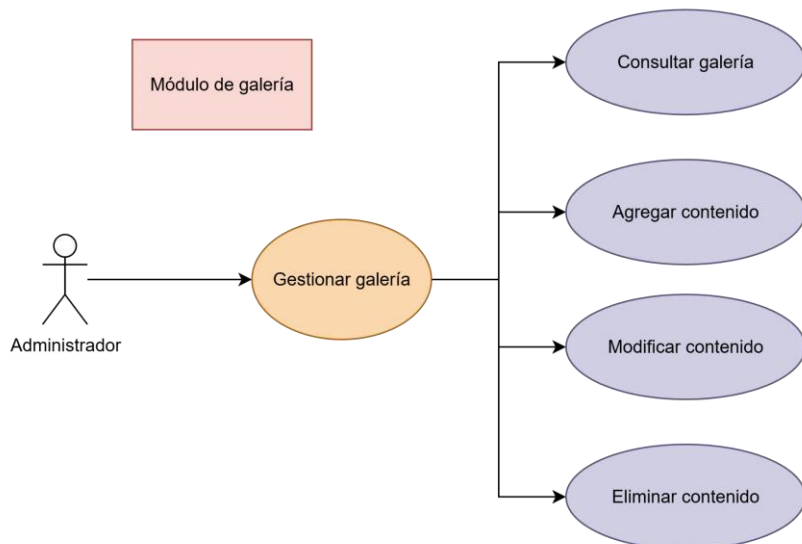 Módulo de galería
Consultar galería
Agregar contenido
Gestionar galería
Administrador
Modificar contenido
Eliminar contenido